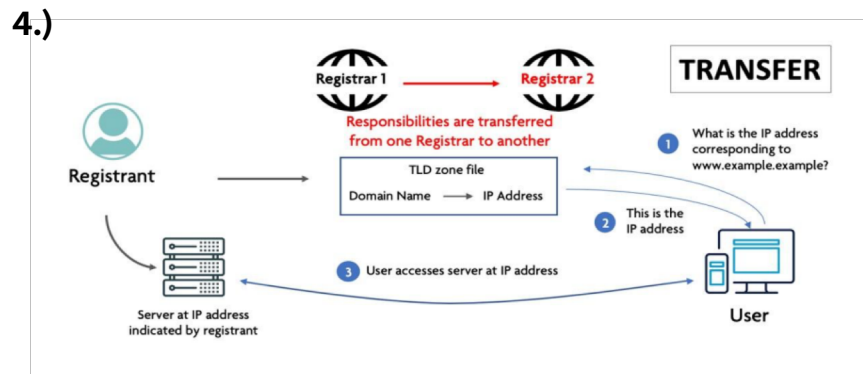 4.)
Registrar 1
Registrar 2
TRANSFER
Responsibilities are transferred
from one Registrar to another
1
What is the IP address
corresponding to
www.example.example?
Registrant
TLD zone file
Domain Name
IP Address
2
This is the
IP address
3
User accesses server at IP address
Server at IP address
indicated by registrant
User